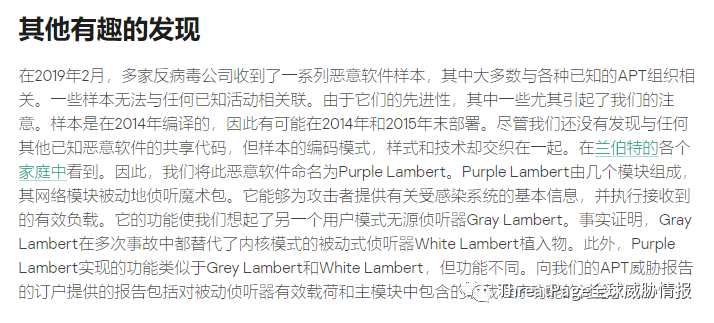 其他有趣的发现
在2019年2月，多家反病毒公司收到了一系列恶意软件样本，其中大多数与各种已知的APT组织相
关。一些样本无法与任何已知活动相关联。由于它们的先进性，其中一些尤其引起了我们的注
意。样本是在2014年编译的，因此有可能在2014年和2015年末部署。尽管我们还没有发现与任何
其他已知恶意软件的共享代码，但样本的编码模式，样式和技术却交织在一起。在兰伯特的各个
家庭中看到。因此，我们将此恶意软件命名为Purple Lambert。Purple Lambert由几个模块组成，
其网络模块被动地侦听魔术包。它能够为攻击者提供有关受感染系统的基本信息，并执行接收到
的有效负载。它的功能使我们想起了另一个用户模式无源侦听器Gray Lambert。事实证明，Gray
Lambert在多次事故中都替代了内核模式的被动式侦听器White Lambert植入物。此外，Purple
Lambert实现的功能类似于Grey Lambert和White Lambert，但功能不同。向我们的APT威胁报告
的订户提供的报告包括对被动侦听器有效载荷和主模块中包含的
ThreatPage全球威胁情报